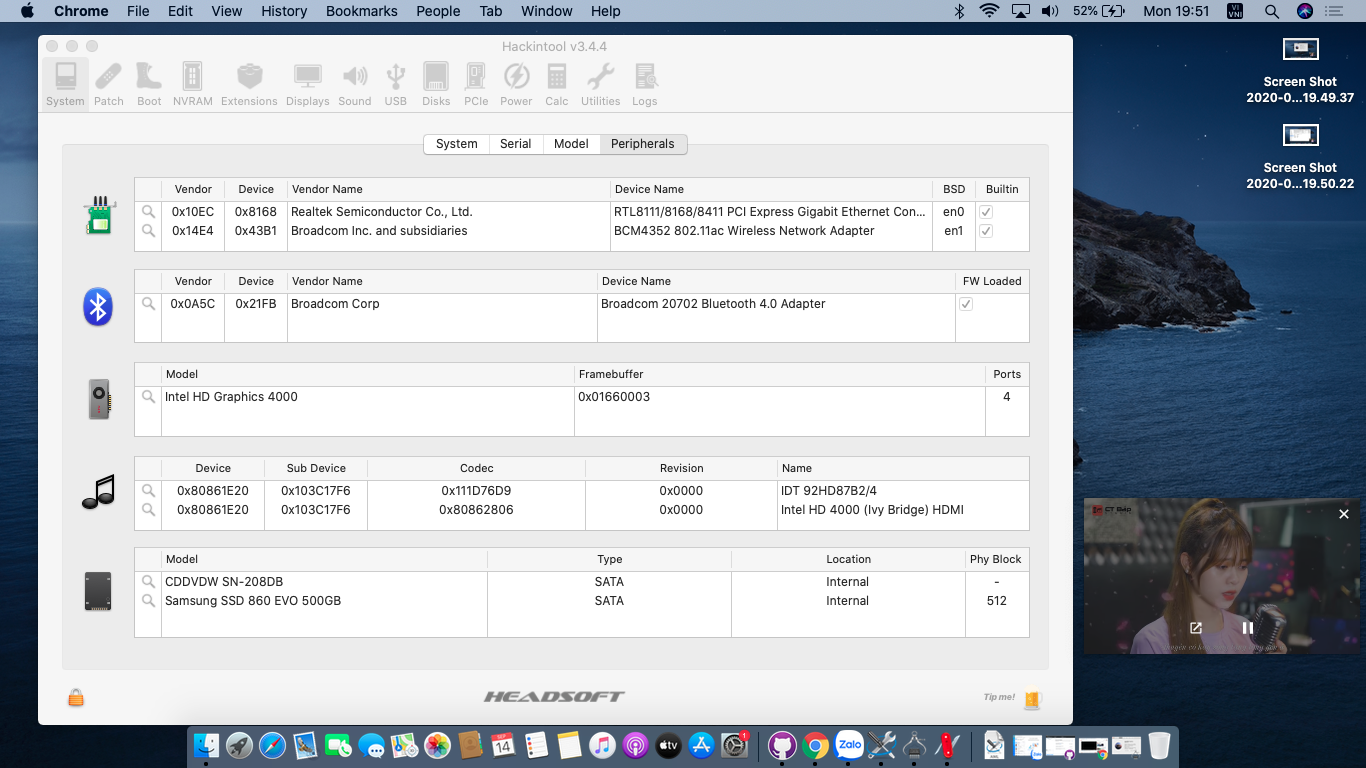 Chrome File Edit View History Bookmarks People Tab Window Help 52% Mon 19:51 VI VNI
Hackintool v3.4.4
System Patch Boot NVRAM Extensions Displays Sound USB Disks PCIe Power Calc Utilities Logs
System Serial Model Peripherals
Vendor Device Vendor Name Device Name BSD Builtin
0x10EC 0x8168 Realtek Semiconductor Co., Ltd. RTL8111/8168/8411 PCI Express Gigabit Ethernet Con... en0
0x14E4 0x43B1 Broadcom Inc. and subsidiaries BCM4352 802.11ac Wireless Network Adapter en1
Vendor Device Vendor Name Device Name FW Loaded
0x0A5C 0x21FB Broadcom Corp Broadcom 20702 Bluetooth 4.0 Adapter
Model Framebuffer Ports
Intel HD Graphics 4000 0x01660003 4
Device Sub Device Codec Revision Name
0x80861E20 0x103C17F6 0x111D76D9 0x0000 IDT 92HD87B2/4
0x80861E20 0x103C17F6 0x80862806 0x0000 Intel HD 4000 (Ivy Bridge) HDMI
Model Type Location Phy Block
CDDVDW SN-208DB SATA Internal -
Samsung SSD 860 EVO 500GB SATA Internal 512
HEADSOFT
Tip me!
Screen Shot
2020-0...19.49.37
Screen Shot
2020-0...19.50.22
SEP
14
tv
1
Zalo